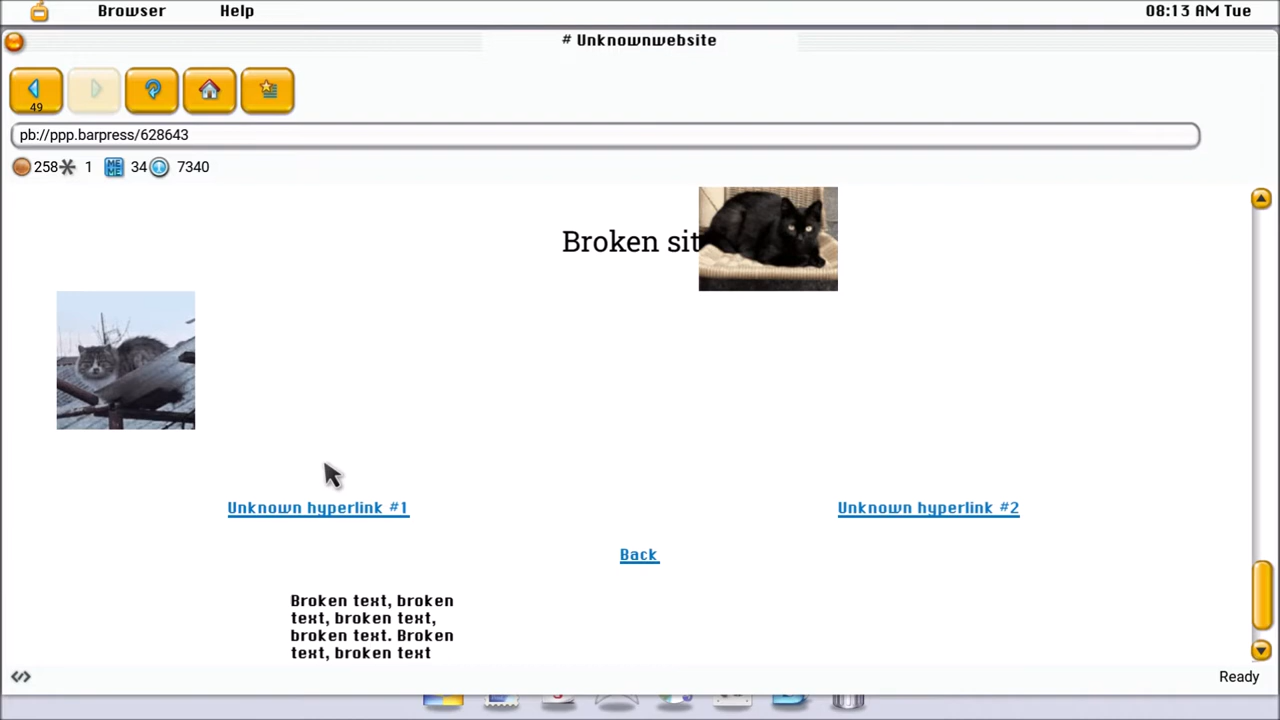 Browser Help 08:13 AM Tue
# Unknownwebsite
49
pb://ppp.barpress/628643
258 1 MEME 34 7340
Broken sit
Unknown hyperlink #1 Unknown hyperlink #2
Back
Broken text, broken
text, broken text,
broken text. Broken
text, broken text
</> Ready